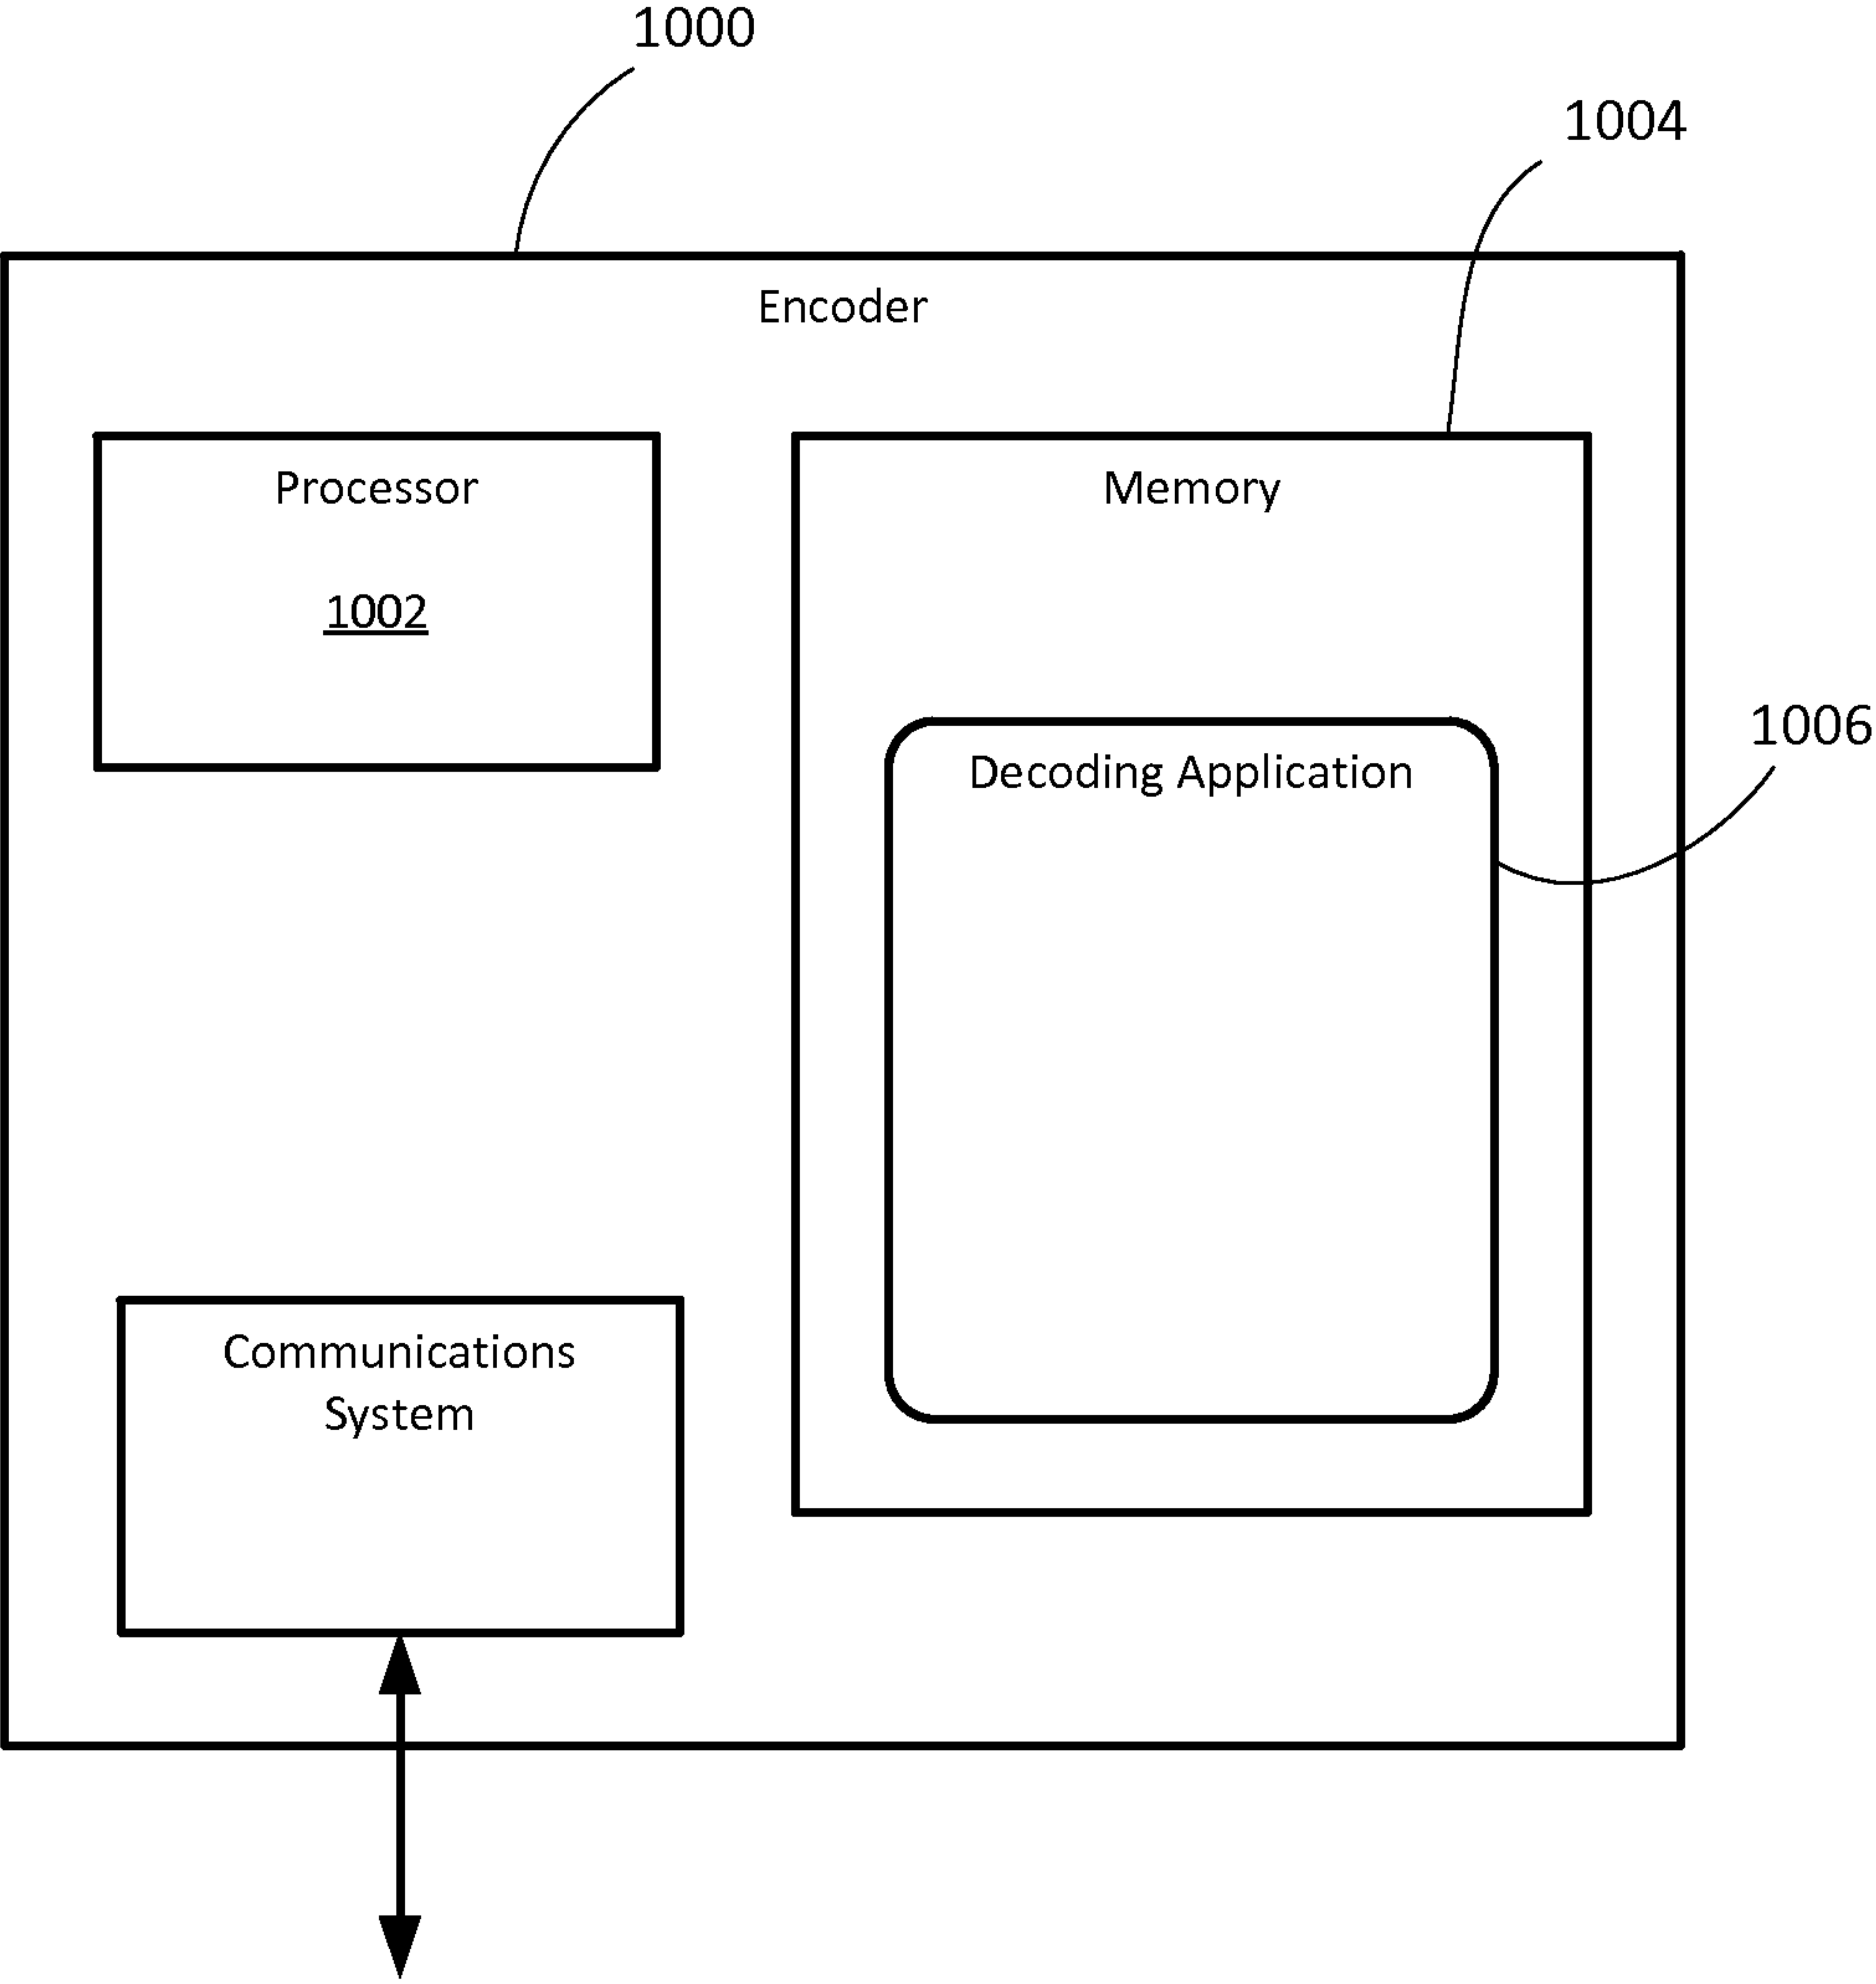 1000
1004
Encoder
Processor
1002
Memory
1006
Decoding Application
Communications
System